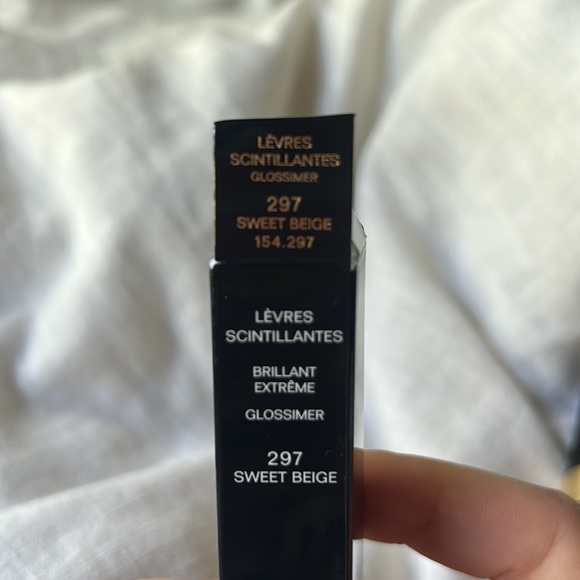 LÈVRES
SCINTILLANTES
GLOSSIMER
297
SWEET BEIGE
154.297
LÈVRES
SCINTILLANTES
BRILLANT
EXTRÊME
GLOSSIMER
297
SWEET BEIGE